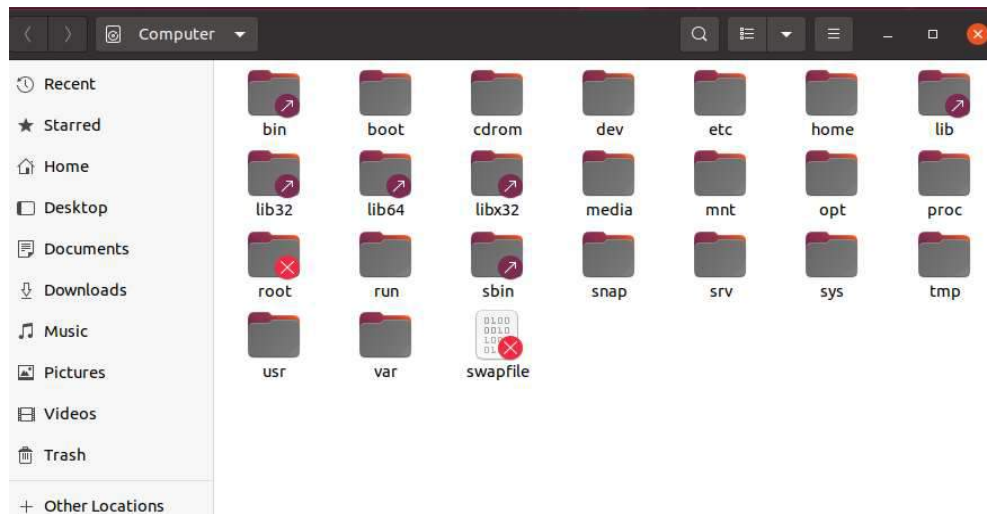 Computer
Recent
Starred
Home
Desktop
Documents
Downloads
Music
Pictures
Videos
Trash
+ Other Locations
bin boot cdrom dev etc home lib
lib32 lib64 libx32 media mnt opt proc
root run sbin snap srv sys tmp
usr var swapfile